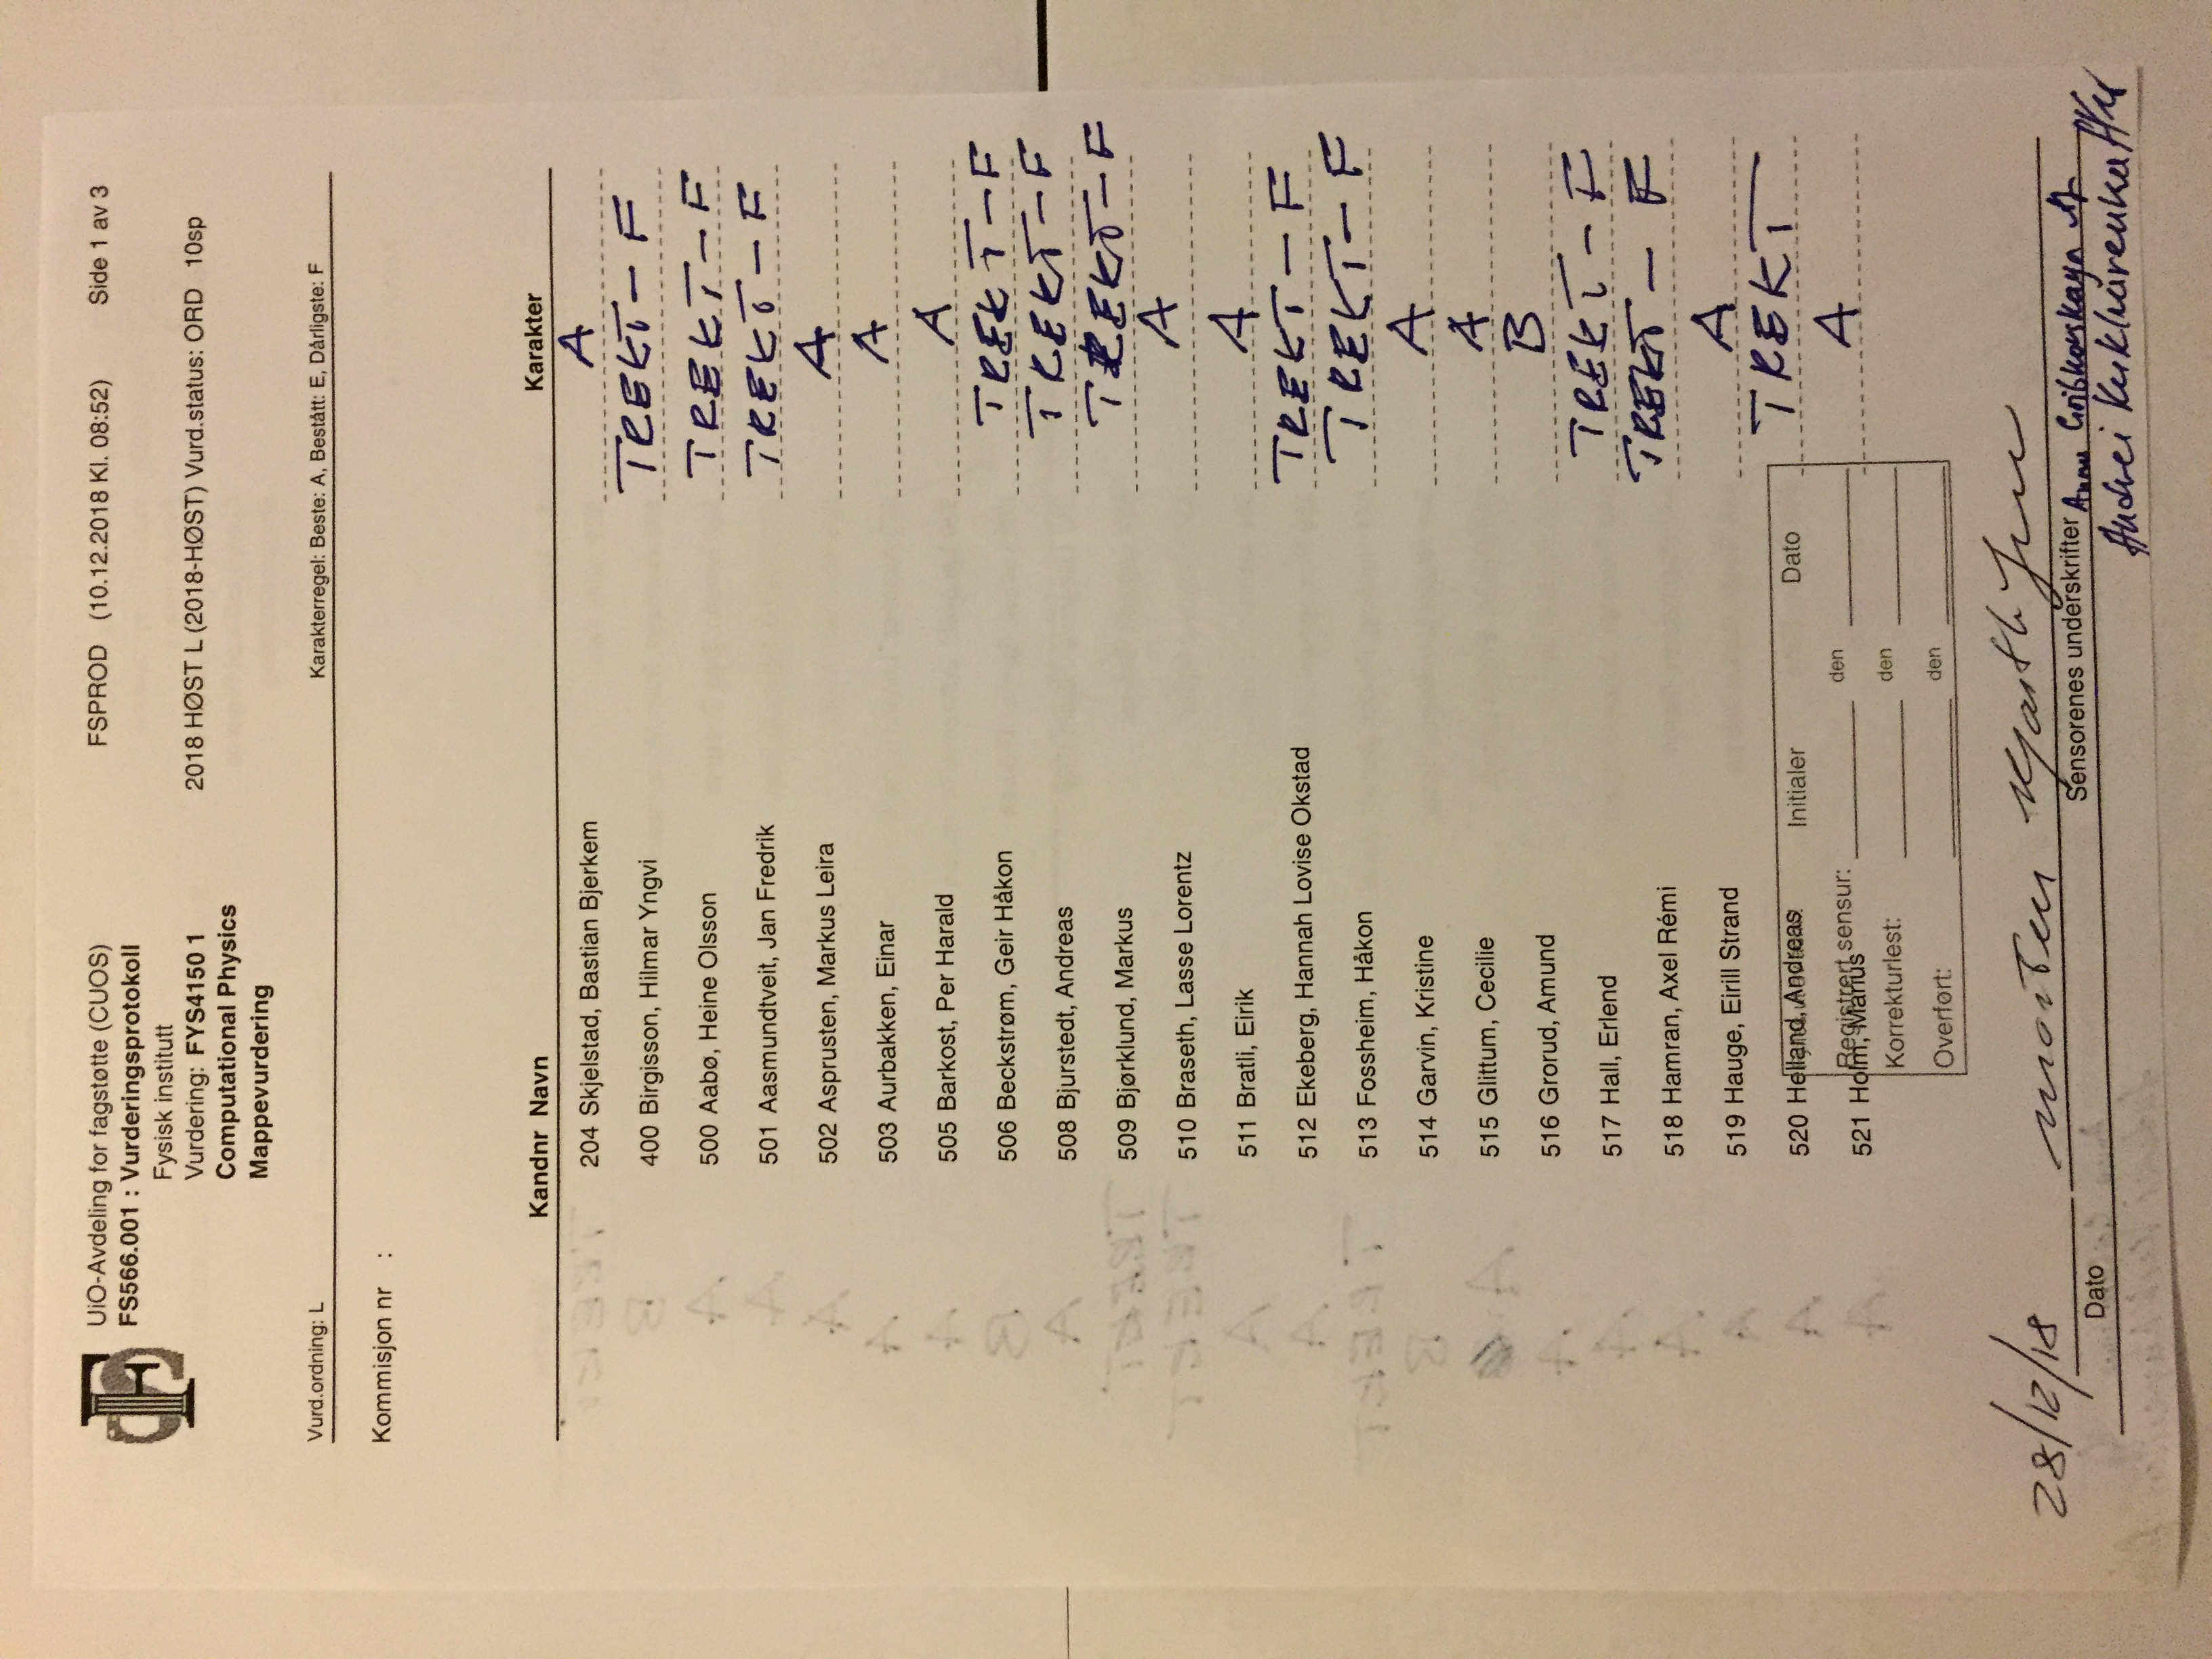 UiO-Avdeling for fagstøtte (CUOS) FSPROD (10.12.2018 Kl. 08:52) Side 1 av 3
FS566.001 : Vurderingsprotokoll
Fysisk institutt
Vurdering: FYS4150 1 2018 HØST L (2018-HØST) Vurd.status: ORD 10sp
Computational Physics
Mappevurdering
Vurd.ordning: L Karakterregel: Beste: A, Bestått: E, Dårligste: F
Kommisjon nr :
Kandnr Navn Karakter
204 Skjelstad, Bastian Bjerkem A
400 Birgisson, Hilmar Yngvi TREKT - F
500 Aabø, Heine Olsson TREKT - F
501 Aasmundtveit, Jan Fredrik TREKT - F
502 Asprusten, Markus Leira A
503 Aurbakken, Einar A
505 Barkost, Per Harald A
506 Beckstrøm, Geir Håkon TREKT - F
508 Bjurstedt, Andreas TREKT - F
509 Bjørklund, Markus TREKT - F
510 Braseth, Lasse Lorentz A
511 Bratli, Eirik A
512 Ekeberg, Hannah Lovise Okstad TREKT - F
513 Fossheim, Håkon TREKT - F
514 Garvin, Kristine A
515 Glittum, Cecilie A
516 Grorud, Amund B
517 Hall, Erlend TREKT - F
518 Hamran, Axel Rémi TREKT - F
519 Hauge, Eirill Strand A
520 Helland, Andreas TREKT
Initialer Dato
521 Holm, Marius A
Registrert sensur: den
Korrekturlest: den
Overført: den
28/12/18 Morten
Dato Sensorenes underskrifter Anna Gribkovskaya
Andrei Kukharenka